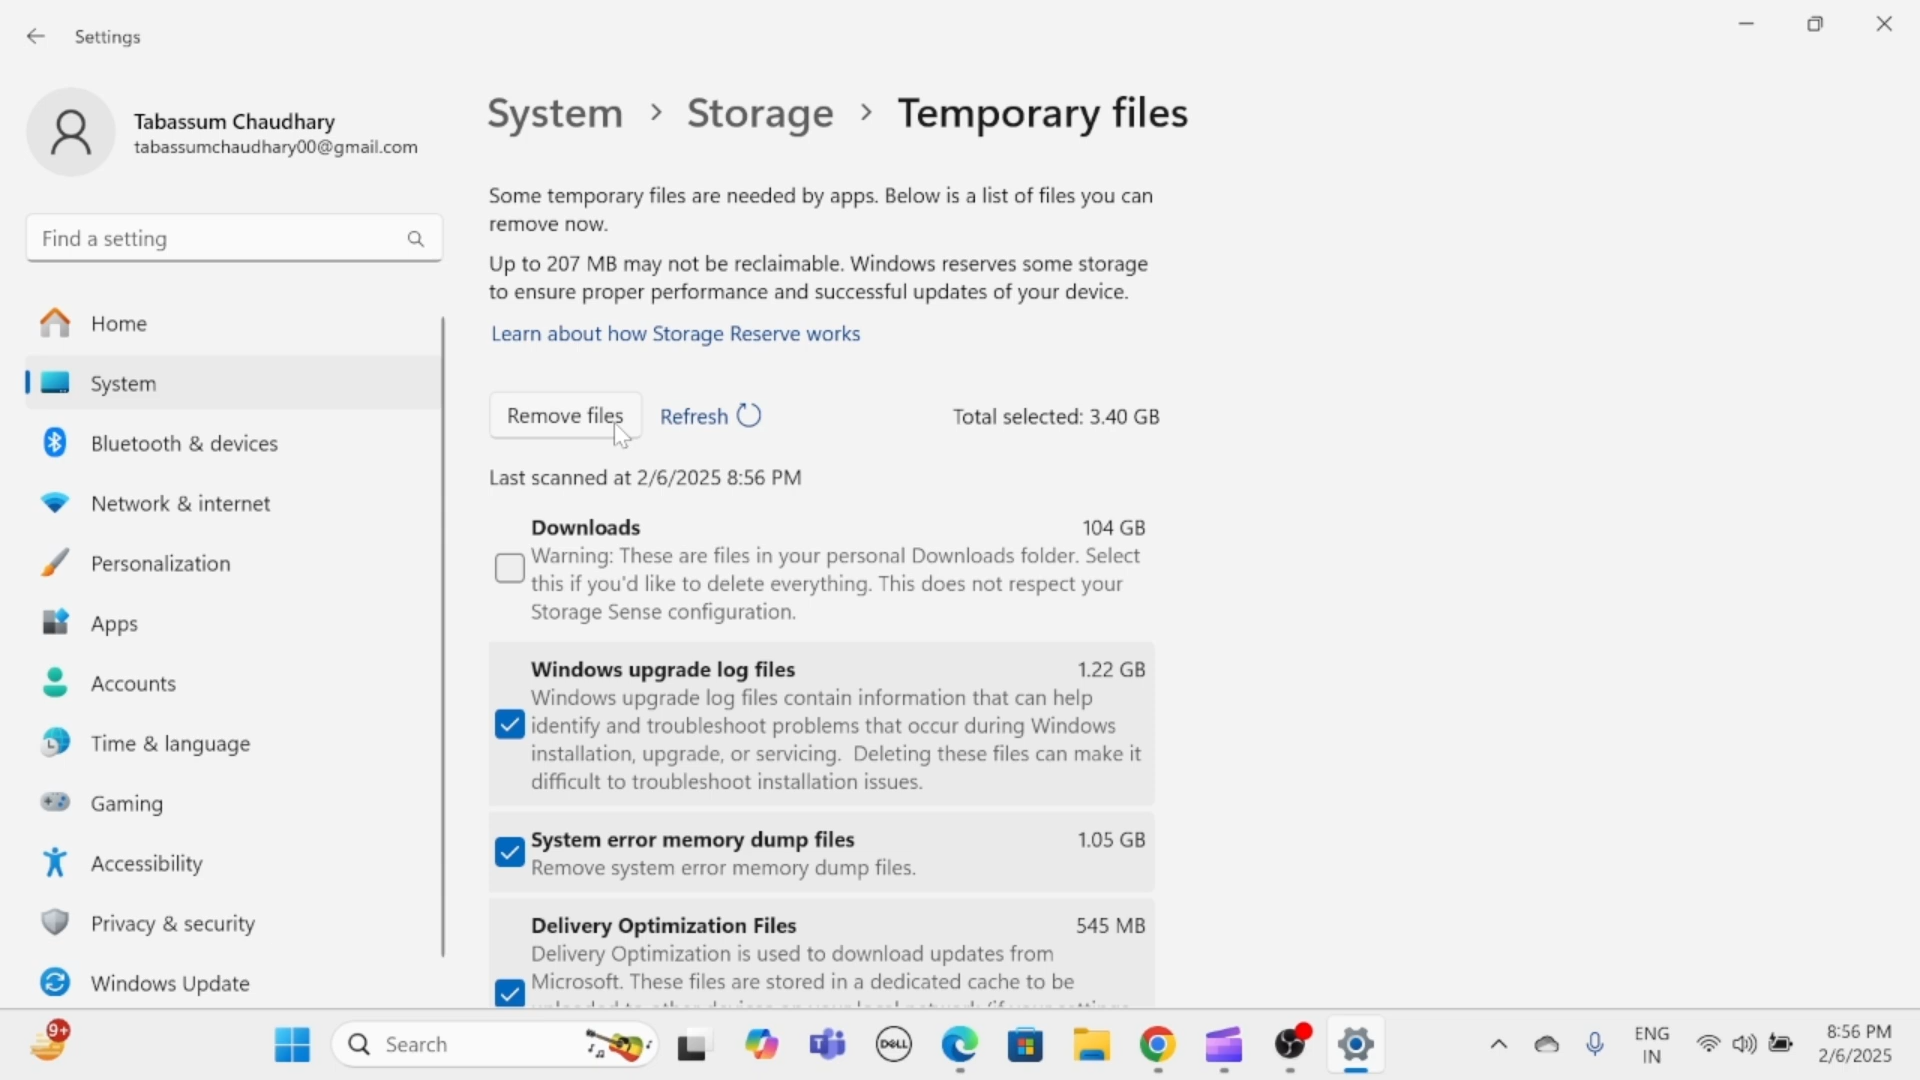 Settings
Tabassum Chaudhary
tabassumchaudhary00@gmail.com
Find a setting
Home
System
Bluetooth & devices
Network & internet
Personalization
Apps
Accounts
Time & language
Gaming
Accessibility
Privacy & security
Windows Update
System > Storage > Temporary files
Some temporary files are needed by apps. Below is a list of files you can
remove now.
Up to 207 MB may not be reclaimable. Windows reserves some storage
to ensure proper performance and successful updates of your device.
Learn about how Storage Reserve works
Remove files Refresh Total selected: 3.40 GB
Last scanned at 2/6/2025 8:56 PM
Downloads 104 GB
Warning: These are files in your personal Downloads folder. Select
this if you'd like to delete everything. This does not respect your
Storage Sense configuration.
Windows upgrade log files 1.22 GB
Windows upgrade log files contain information that can help
identify and troubleshoot problems that occur during Windows
installation, upgrade, or servicing. Deleting these files can make it
difficult to troubleshoot installation issues.
System error memory dump files 1.05 GB
Remove system error memory dump files.
Delivery Optimization Files 545 MB
Delivery Optimization is used to download updates from
Microsoft. These files are stored in a dedicated cache to be
9+
Search
DELL
ENG
IN
8:56 PM
2/6/2025